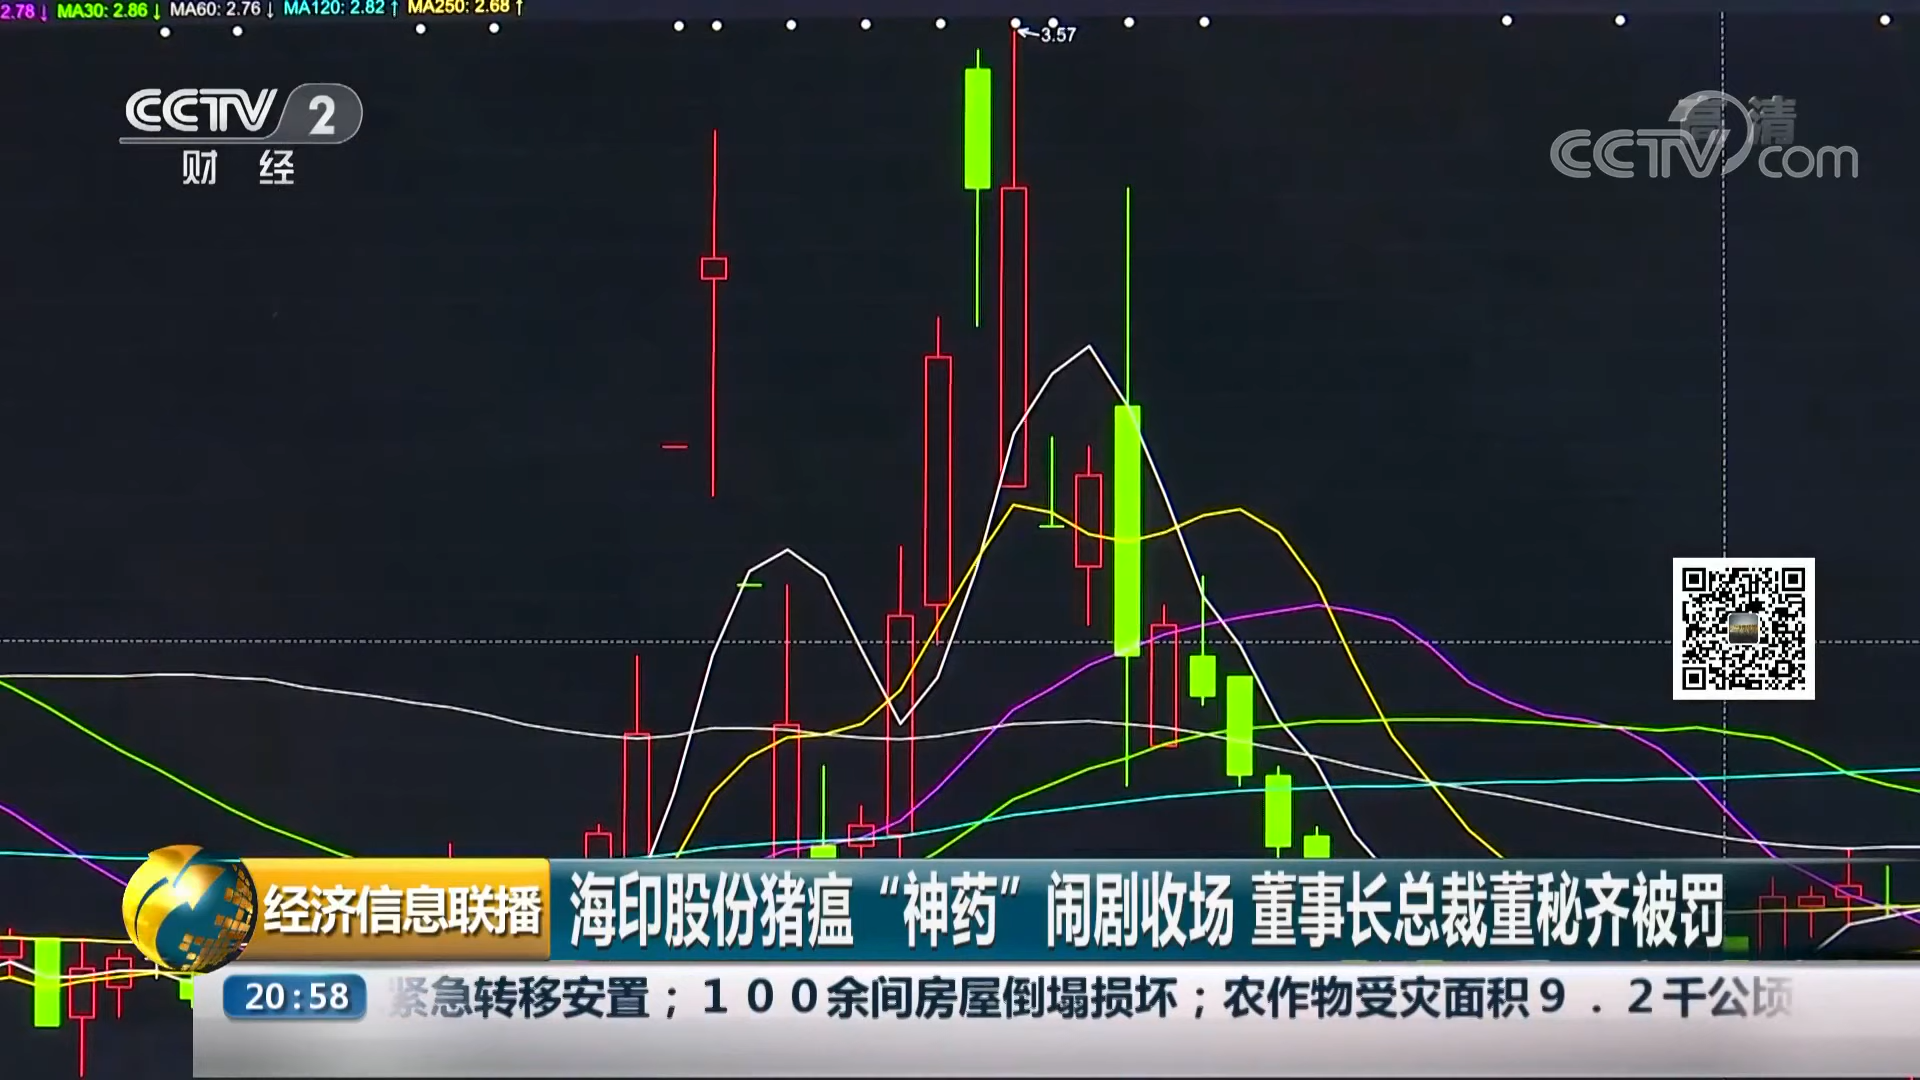 2.78↓ MA30: 2.86↓ MA60: 2.76↓ MA120: 2.82↑ MA250: 2.68↑
3.57
CCTV 2
财 经
高清
CCTV com
经济信息联播
海印股份猪瘟“神药”闹剧收场 董事长总裁董秘齐被罚
20:58 紧急转移安置；１００余间房屋倒塌损坏；农作物受灾面积９．２千公顷